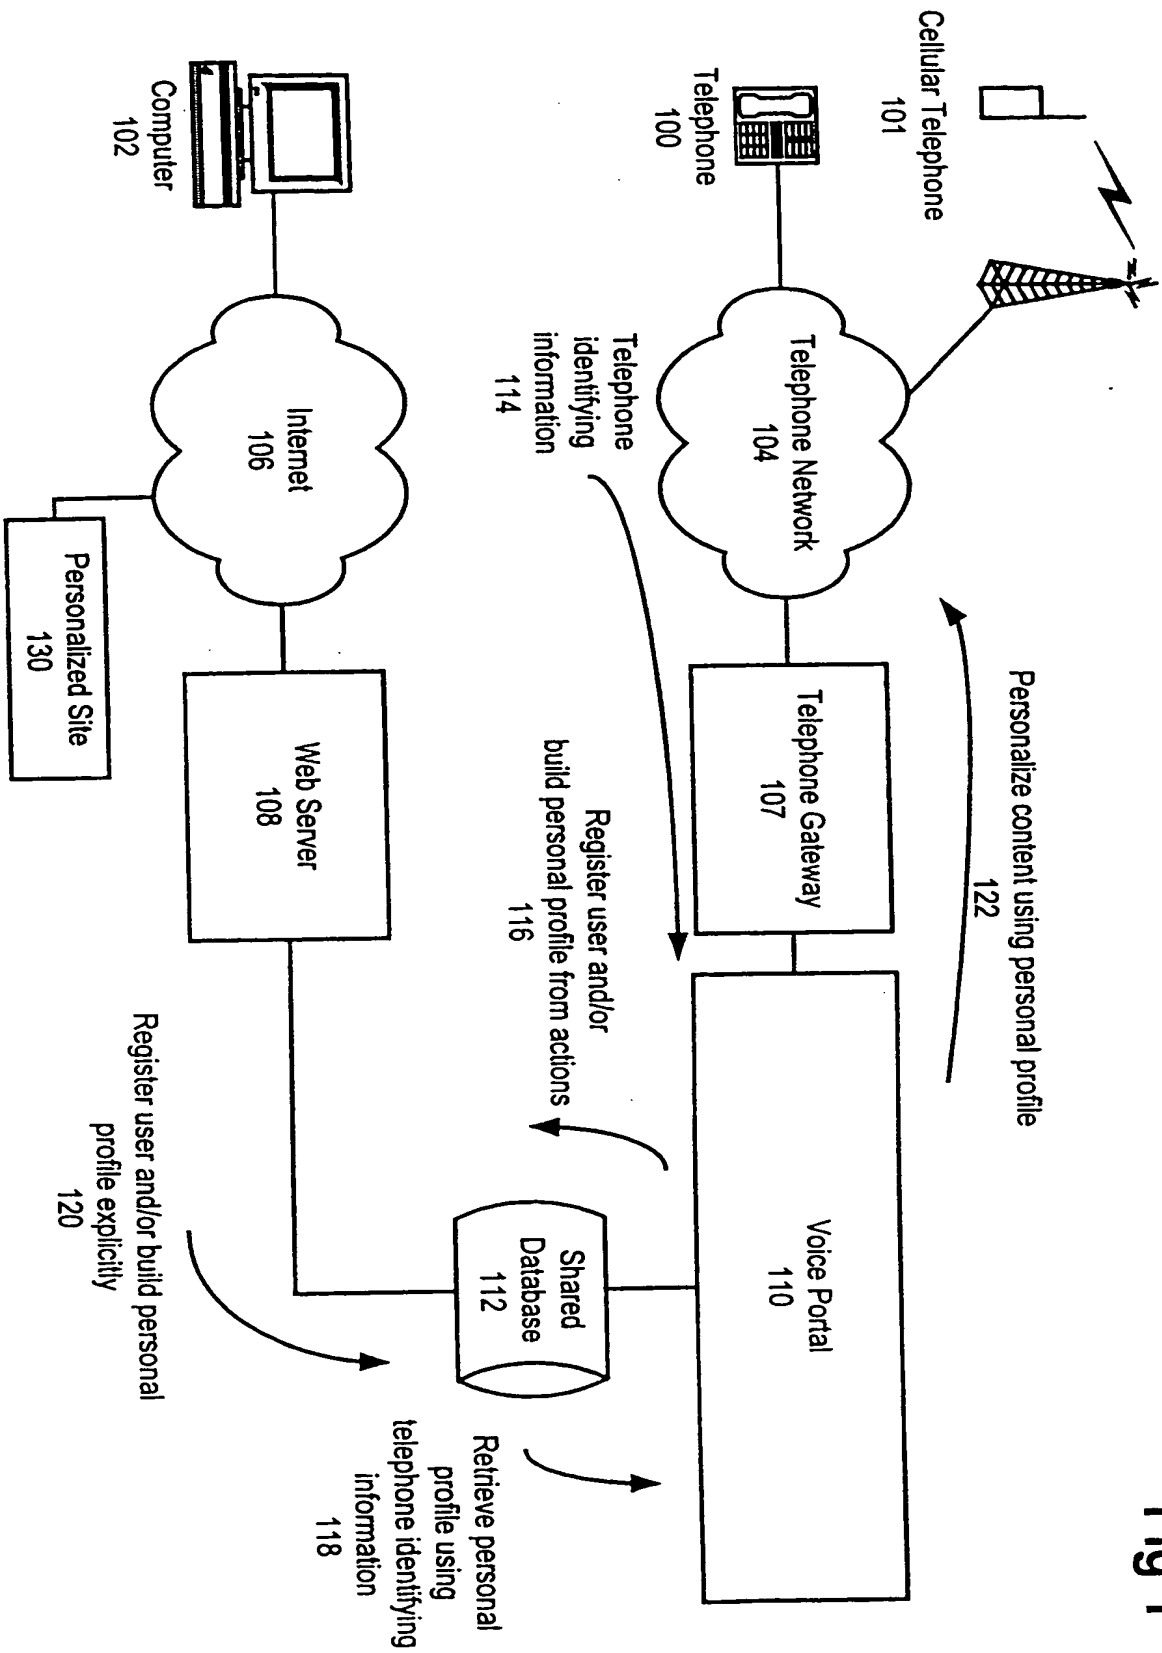 Fig 1
Cellular Telephone
101
Telephone
100
Computer
102
Telephone Network
104
Telephone
identifying
information
114
Internet
106
Personalized Site
130
Personalize content using personal profile
122
Telephone Gateway
107
Register user and/or
build personal profile from actions
116
Web Server
108
Voice Portal
110
Shared
Database
112
Register user and/or build personal
profile explicitly
120
Retrieve personal
profile using
telephone identifying
information
118